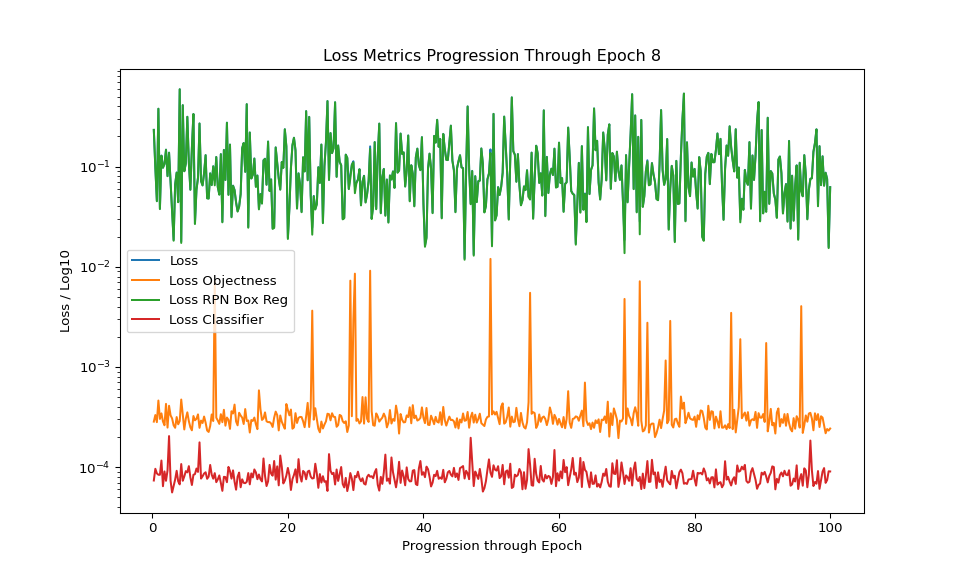 Loss Metrics Progression Through Epoch 8
Loss / Log10
10⁻¹
10⁻²
10⁻³
10⁻⁴
Loss
Loss Objectness
Loss RPN Box Reg
Loss Classifier
0 20 40 60 80 100
Progression through Epoch